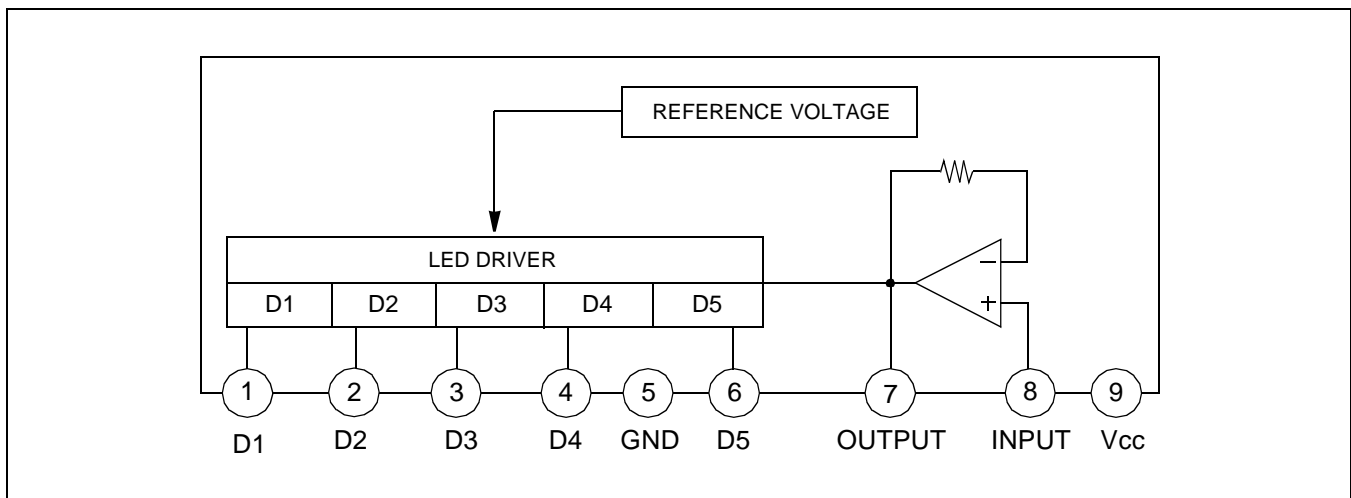 REFERENCE VOLTAGE
LED DRIVER
D1 D2 D3 D4 D5
− +
1 2 3 4 5 6 7 8 9
D1 D2 D3 D4 GND D5 OUTPUT INPUT Vcc